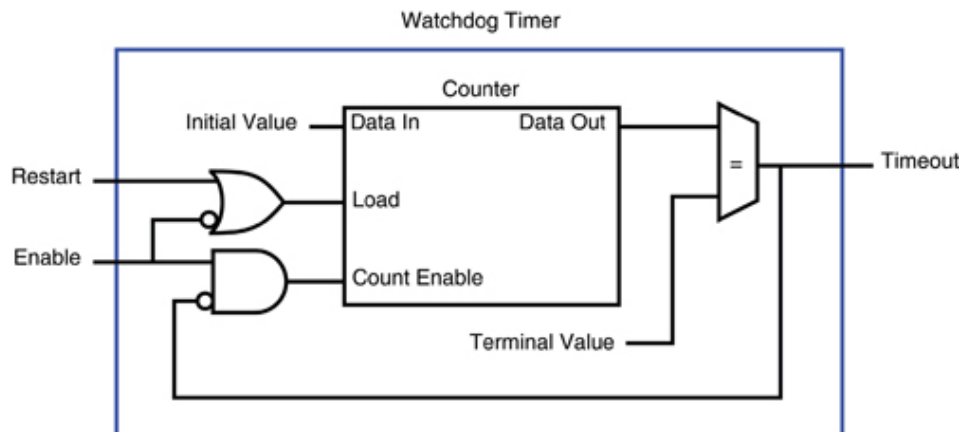 Watchdog Timer
Counter
Initial Value
Data In
Data Out
Restart
Load
=
Timeout
Enable
Count Enable
Terminal Value